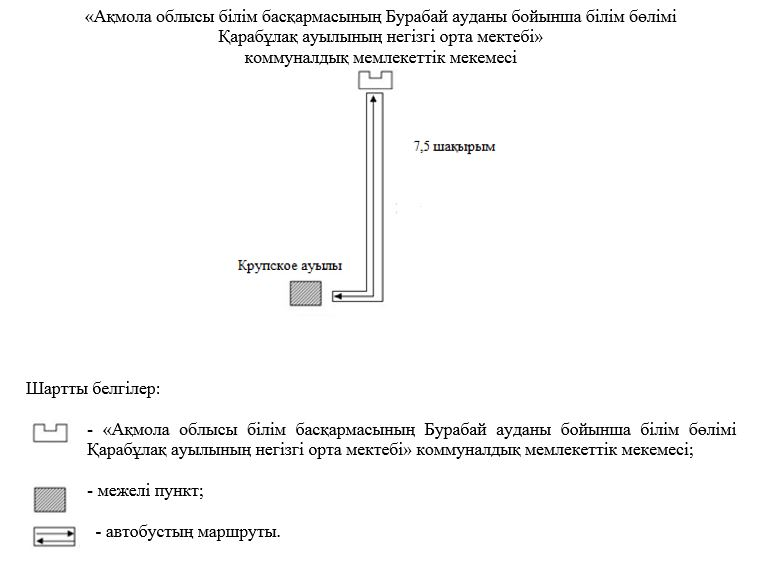 «Ақмола облысы білім басқармасының Бурабай ауданы бойынша білім бөлімі
Қарабұлақ ауылының негізгі орта мектебі»
коммуналдық мемлекеттік мекемесі
7,5 шақырым
Крупское ауылы
Шартты белгілер:
- «Ақмола облысы білім басқармасының Бурабай ауданы бойынша білім бөлімі
Қарабұлақ ауылының негізгі орта мектебі» коммуналдық мемлекеттік мекемесі;
- межелі пункт;
- автобустың маршруты.